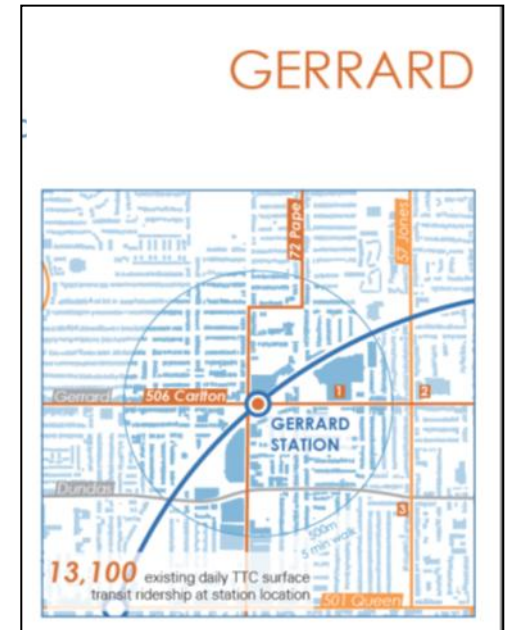 GERRARD
72 Pape
57 Jones
Gerrard
506 Carlton
1
2
GERRARD
STATION
Dundas
3
500m
5 min walk
13,100 existing daily TTC surface
transit ridership at station location
501 Queen